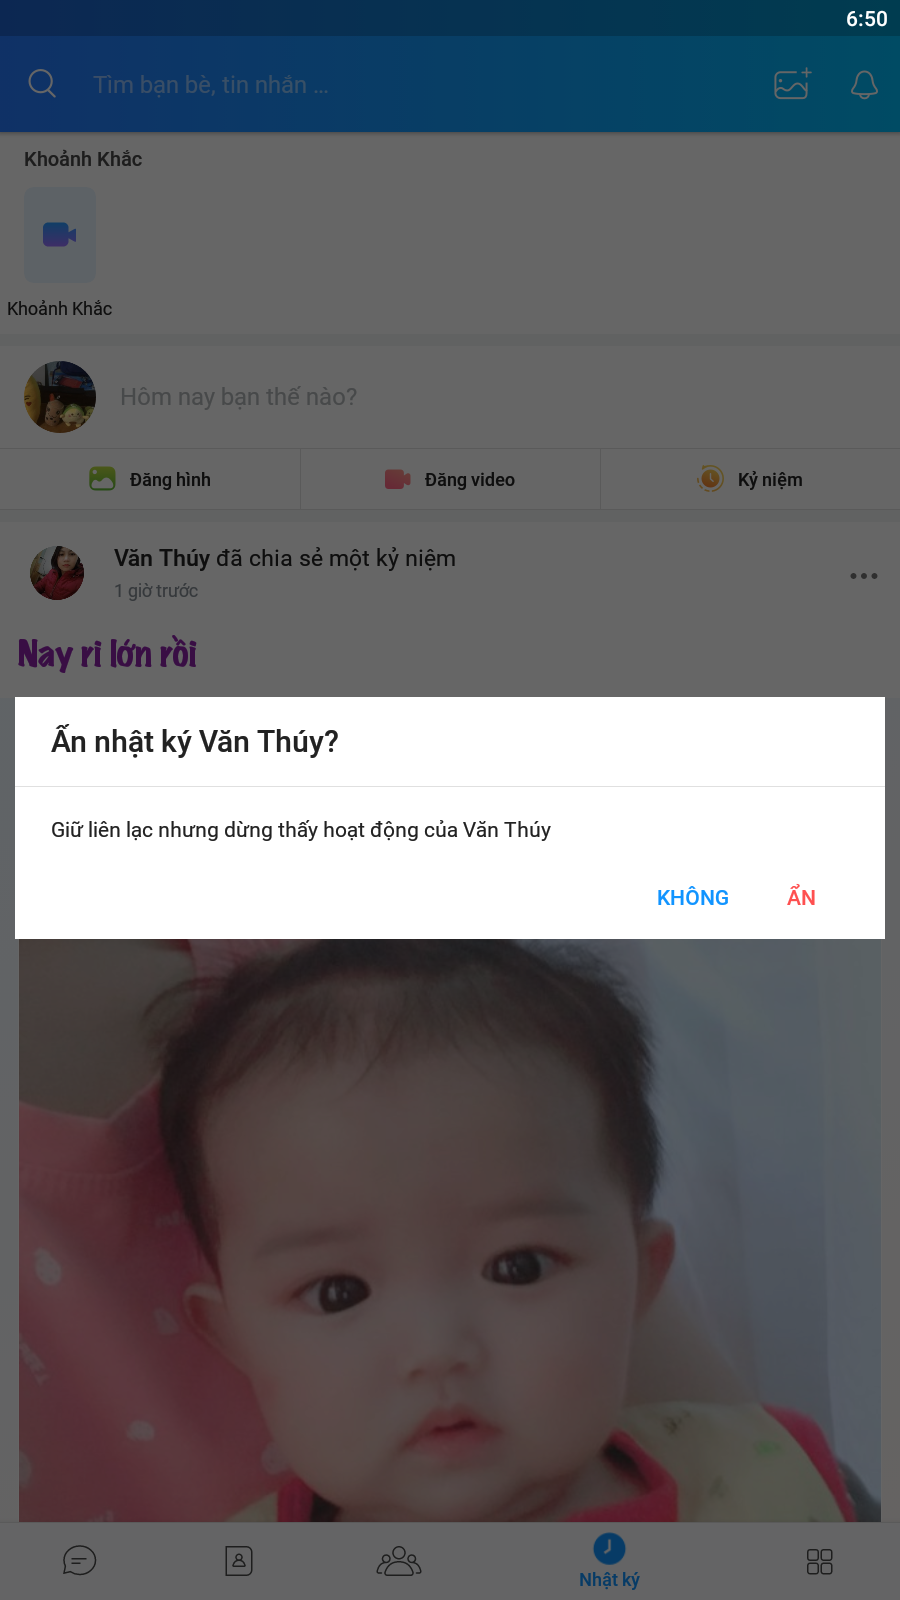 6:50
Tìm bạn bè, tin nhắn ...
Khoảnh Khắc
Khoảnh Khắc
Hôm nay bạn thế nào?
Đăng hình
Đăng video
Kỷ niệm
Văn Thúy đã chia sẻ một kỷ niệm
1 giờ trước
Nay ri lớn rồi
Ẩn nhật ký Văn Thúy?
Giữ liên lạc nhưng dừng thấy hoạt động của Văn Thúy
KHÔNG
ẨN
Nhật ký